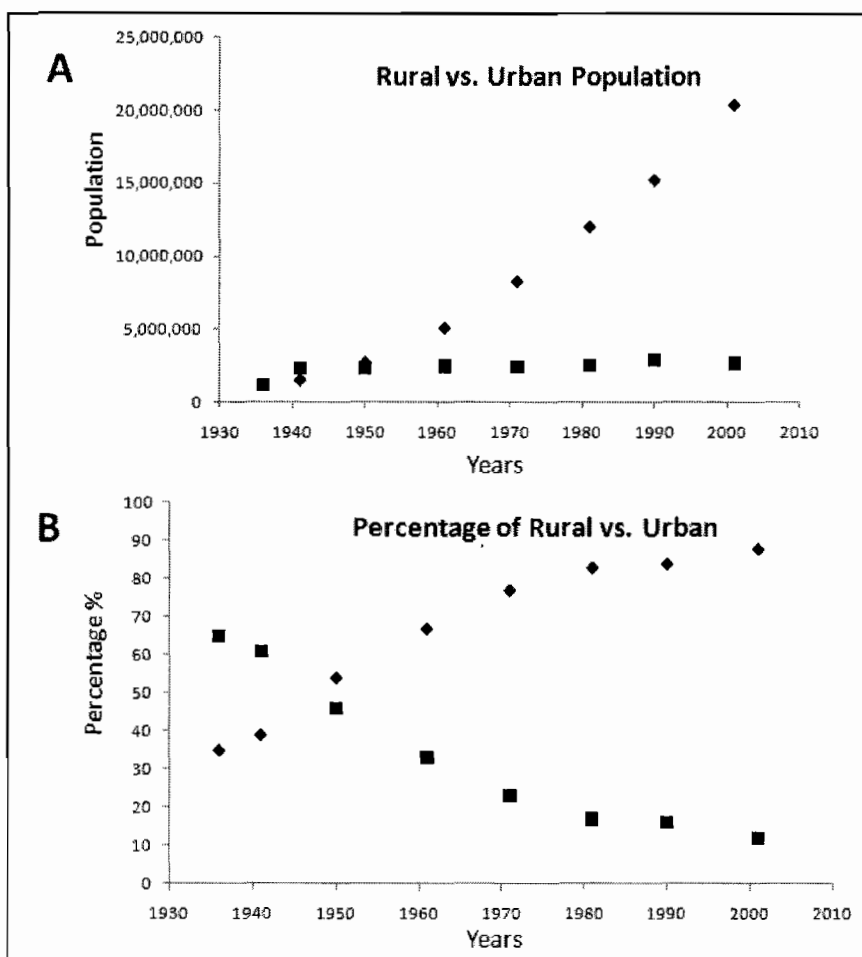 A
Rural vs. Urban Population
Population
25,000,000
20,000,000
15,000,000
10,000,000
5,000,000
0
1930 1940 1950 1960 1970 1980 1990 2000 2010
Years
B
Percentage of Rural vs. Urban
Percentage %
100
90
80
70
60
50
40
30
20
10
0
1930 1940 1950 1960 1970 1980 1990 2000 2010
Years